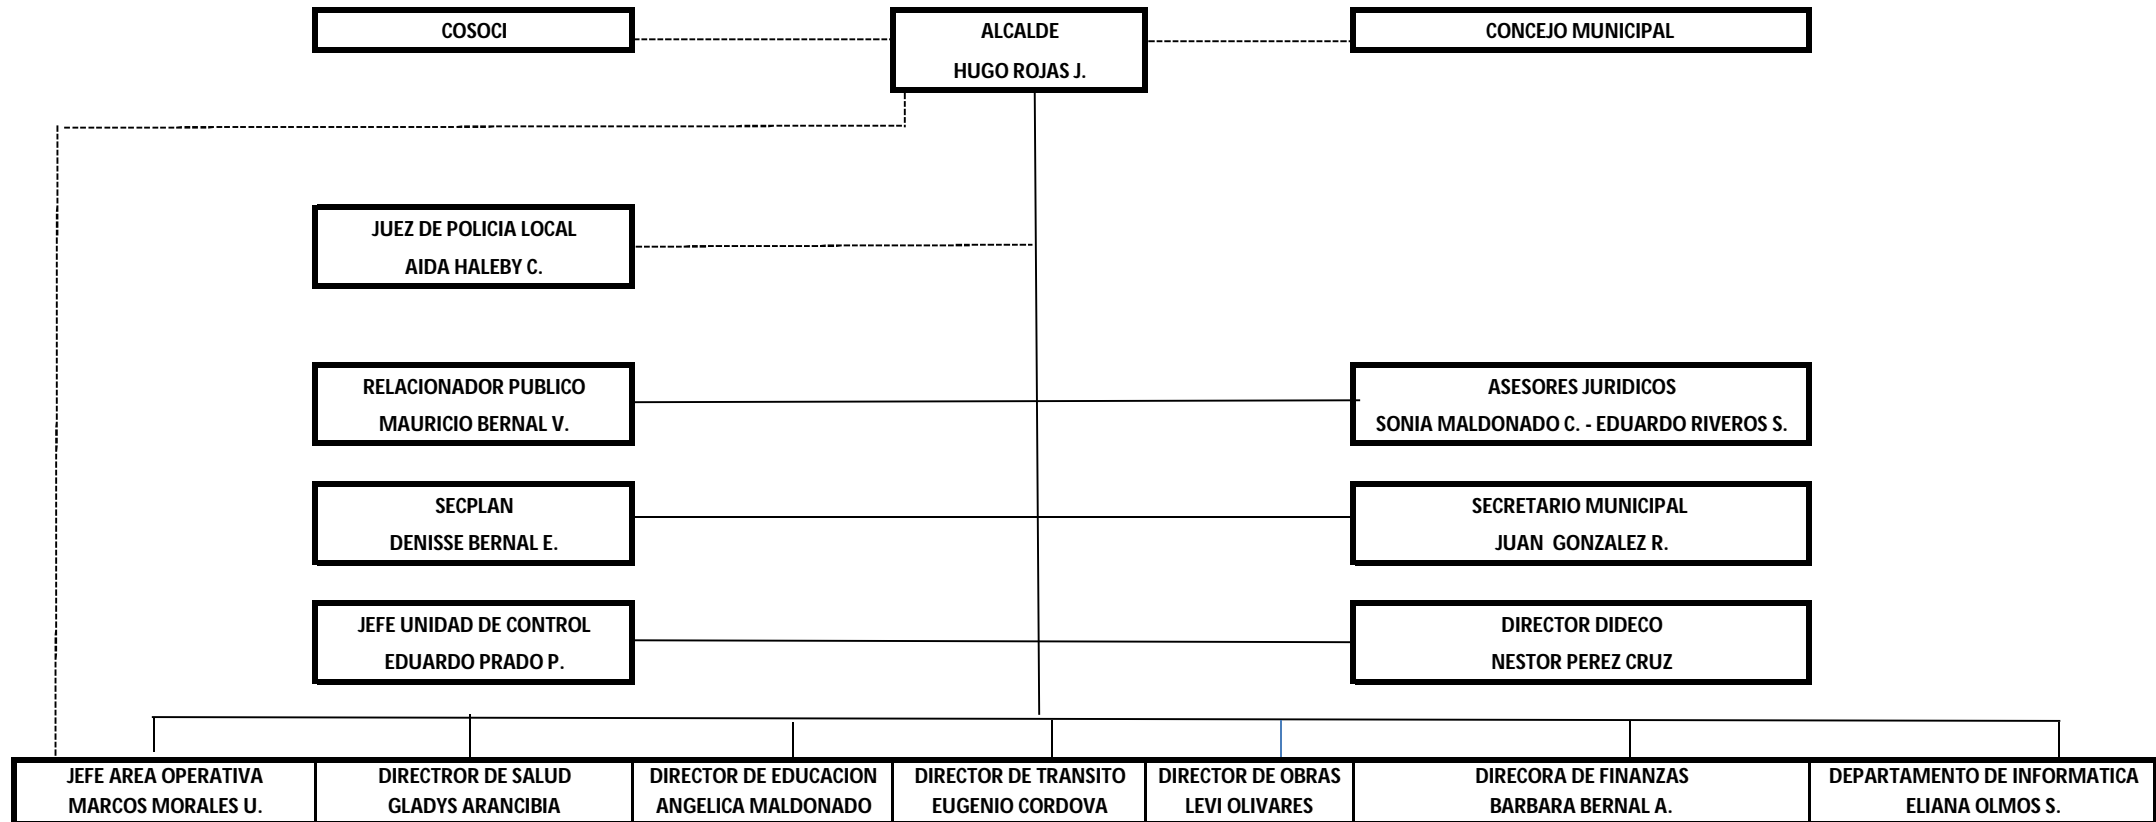 COSOCI
ALCALDE
HUGO ROJAS J.
CONCEJO MUNICIPAL
JUEZ DE POLICIA LOCAL
AIDA HALEBY C.
RELACIONADOR PUBLICO
MAURICIO BERNAL V.
ASESORES JURIDICOS
SONIA MALDONADO C. - EDUARDO RIVEROS S.
SECPLAN
DENISSE BERNAL E.
SECRETARIO MUNICIPAL
JUAN  GONZALEZ R.
JEFE UNIDAD DE CONTROL
EDUARDO PRADO P.
DIRECTOR DIDECO
NESTOR PEREZ CRUZ
JEFE AREA OPERATIVA
MARCOS MORALES U.
DIRECTROR DE SALUD
GLADYS ARANCIBIA
DIRECTOR DE EDUCACION
ANGELICA MALDONADO
DIRECTOR DE TRANSITO
EUGENIO CORDOVA
DIRECTOR DE OBRAS
LEVI OLIVARES
DIRECORA DE FINANZAS
BARBARA BERNAL A.
DEPARTAMENTO DE INFORMATICA
ELIANA OLMOS S.